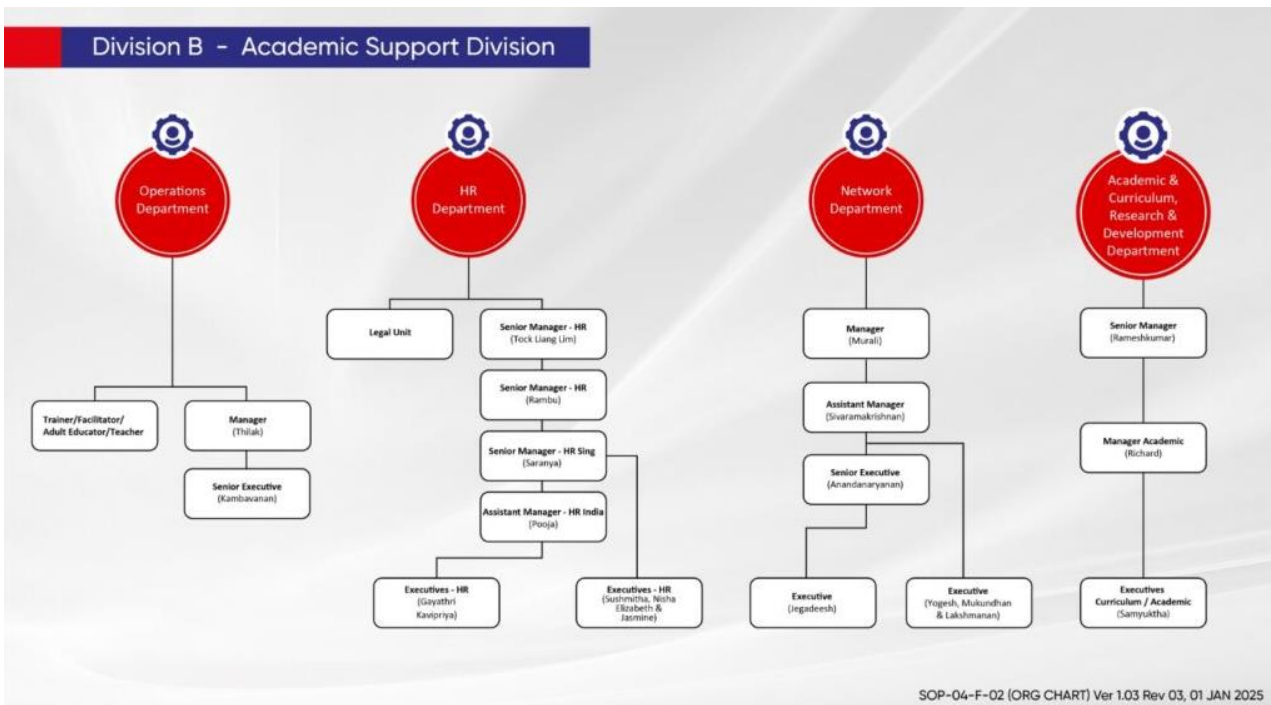 Division B - Academic Support Division
Operations
Department
Trainer/Facilitator/
Adult Educator/Teacher
Manager
(Thilak)
Senior Executive
(Kambavanan)
HR
Department
Legal Unit
Senior Manager - HR
(Tock Liang Lim)
Senior Manager - HR
(Rambu)
Senior Manager - HR Sing
(Saranya)
Assistant Manager - HR India
(Pooja)
Executives - HR
(Gayathri
Kavipriya)
Executives - HR
(Sushmitha, Nisha
Elizabeth &
Jasmine)
Network
Department
Manager
(Murali)
Assistant Manager
(Sivaramakrishnan)
Senior Executive
(Anandanaryanan)
Executive
(Jegadeesh)
Executive
(Yogesh, Mukundhan
& Lakshmanan)
Academic &
Curriculum,
Research &
Development
Department
Senior Manager
(Rameshkumar)
Manager Academic
(Richard)
Executives
Curriculum / Academic
(Samyuktha)
SOP-04-F-02 (ORG CHART) Ver 1.03 Rev 03, 01 JAN 2025